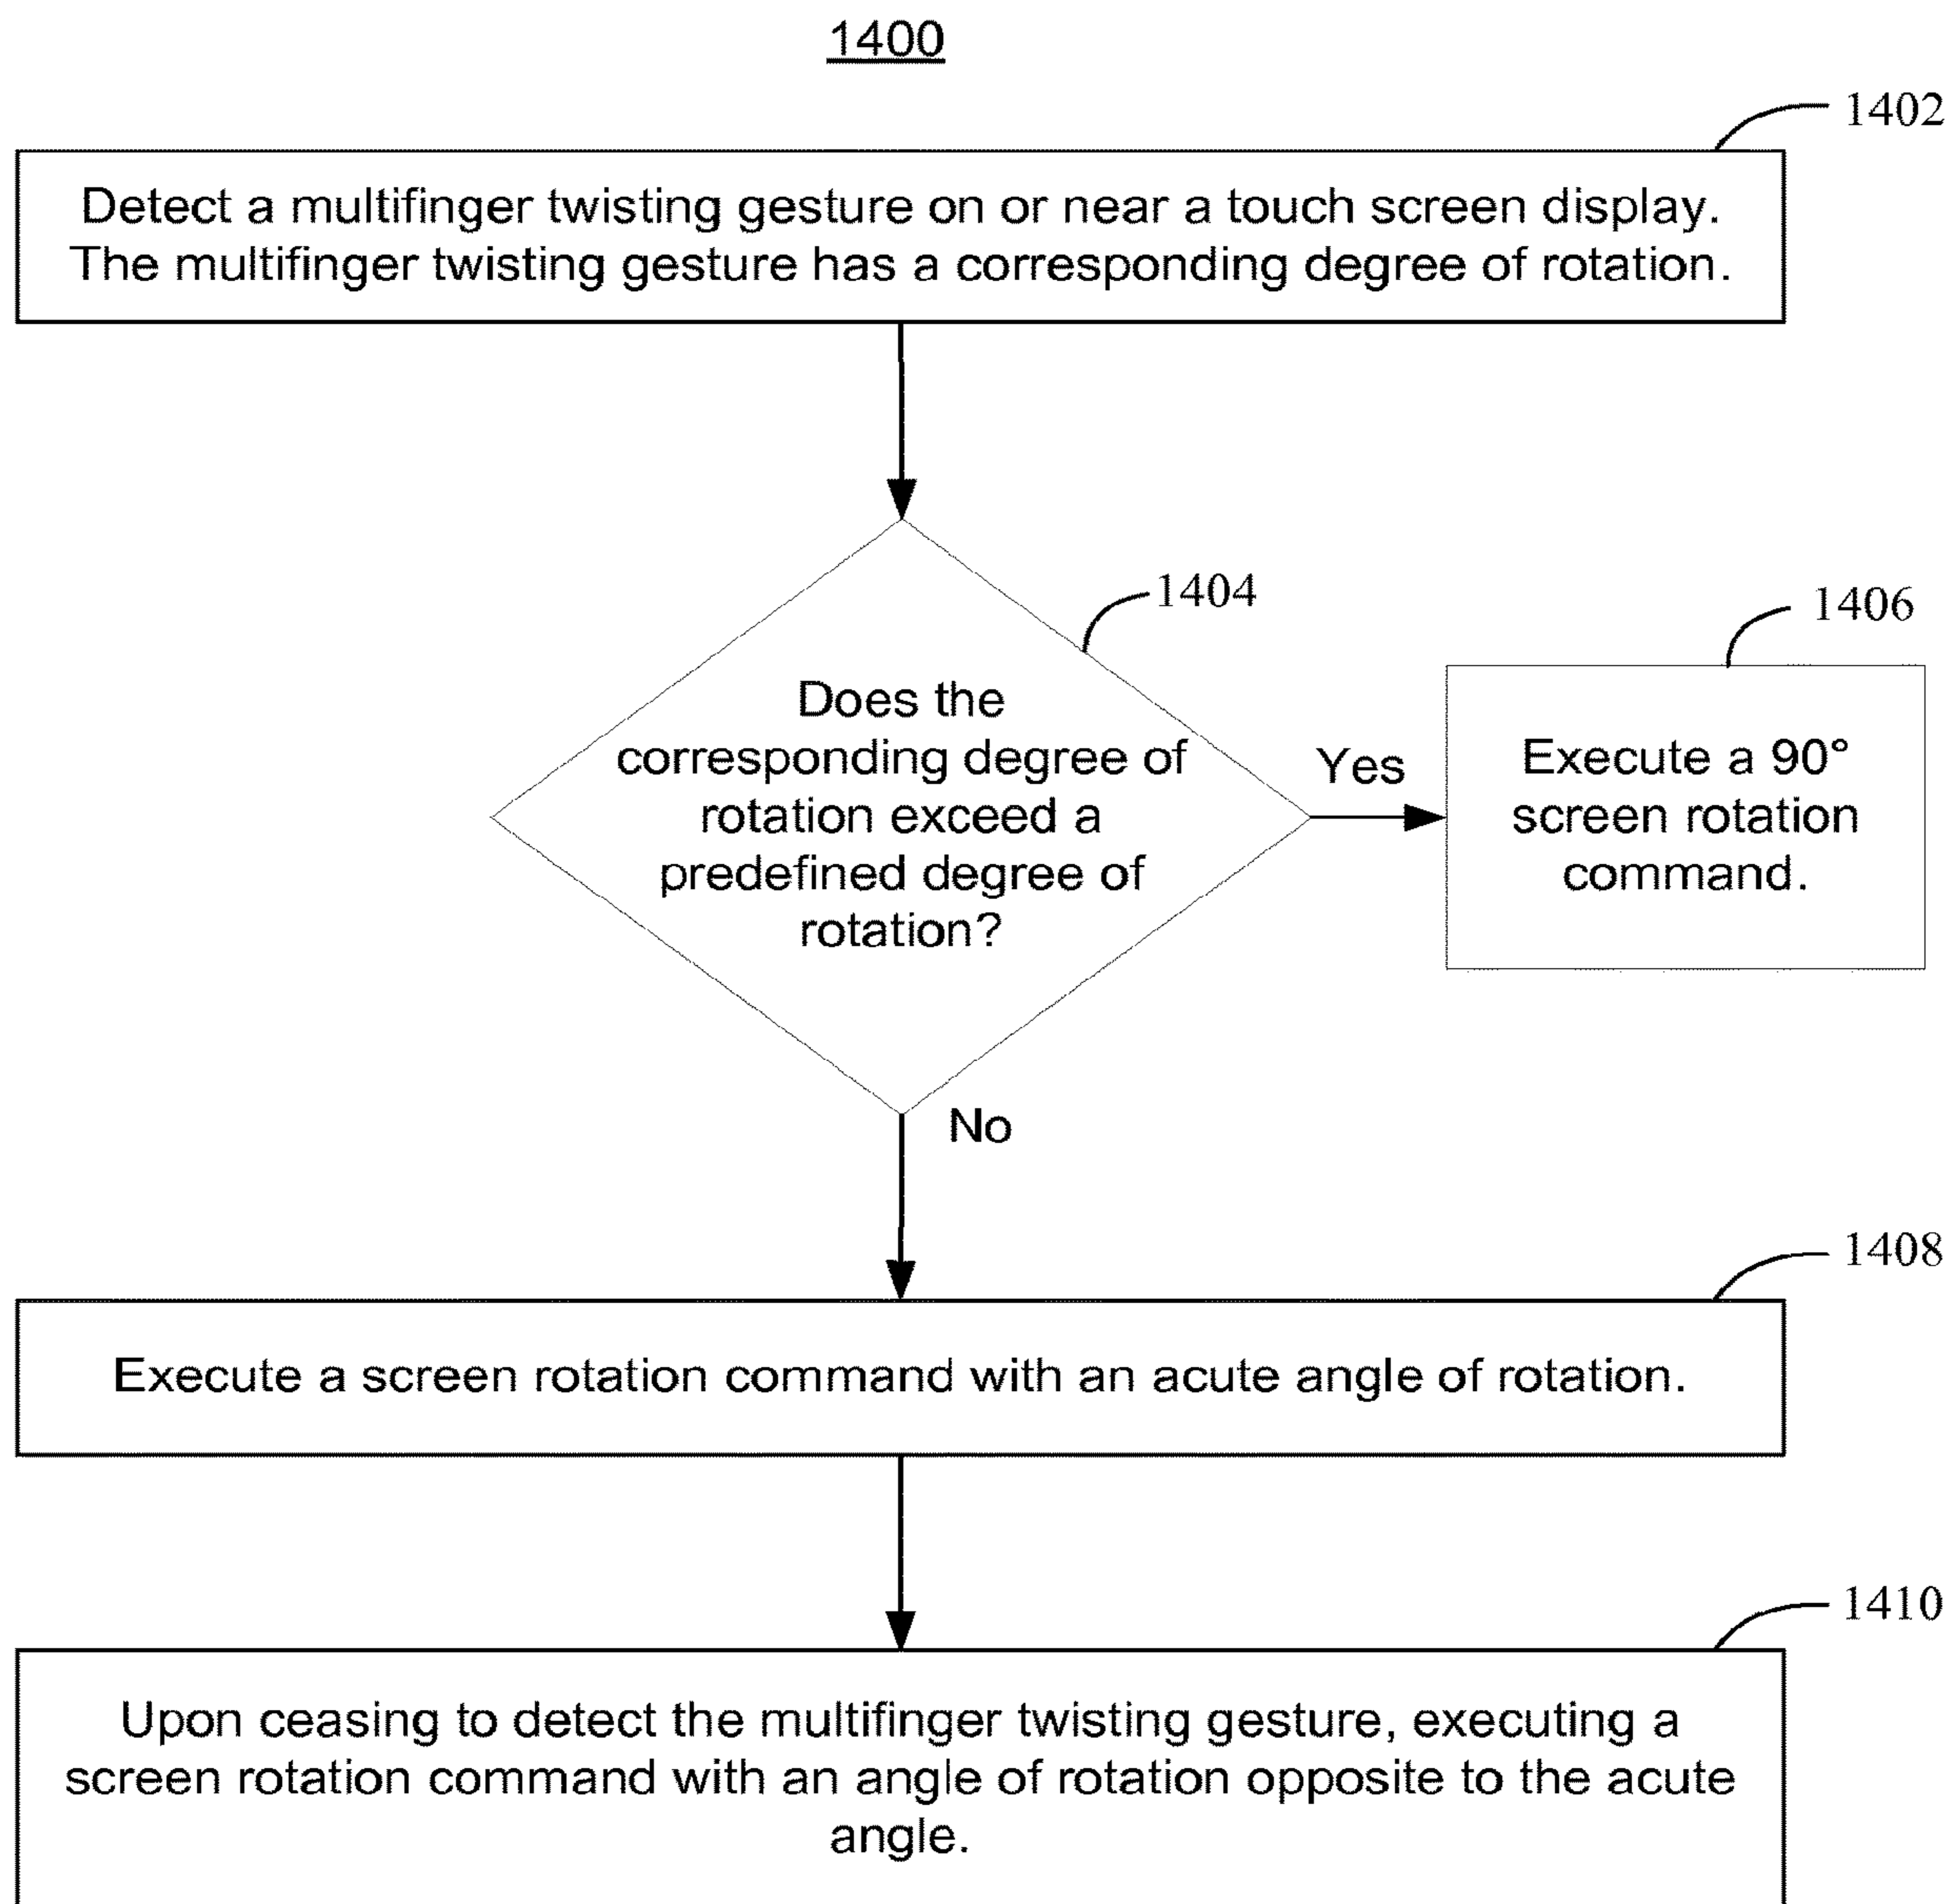 1400
1402
Detect a multifinger twisting gesture on or near a touch screen display.
The multifinger twisting gesture has a corresponding degree of rotation.
1404
1406
Does the
corresponding degree of
rotation exceed a
predefined degree of
rotation?
Yes
Execute a 90°
screen rotation
command.
No
1408
Execute a screen rotation command with an acute angle of rotation.
1410
Upon ceasing to detect the multifinger twisting gesture, executing a
screen rotation command with an angle of rotation opposite to the acute
angle.